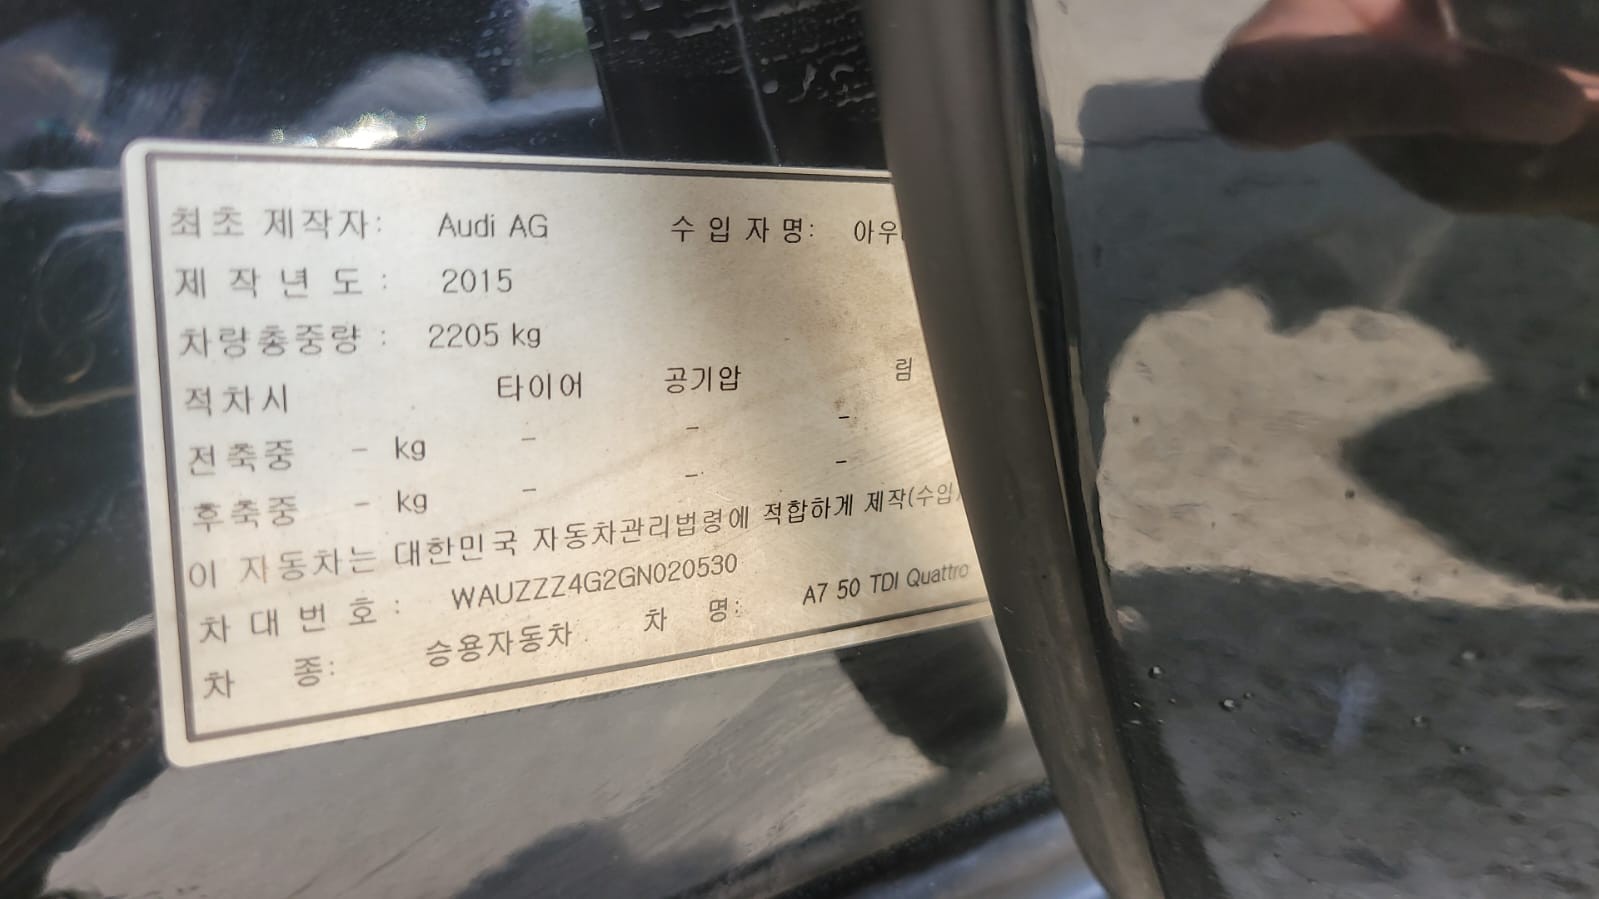 최초 제작자: Audi AG 수 입 자 명: 아우
제 작 년 도 : 2015
차량총중량 : 2205 kg
적차시 타이어 공기압 림
전축중 - kg - - -
후축중 - kg - - -
이 자동차는 대한민국 자동차관리법령에 적합하게 제작(수입
차 대 번 호 : WAUZZZ4G2GN020530
차 종: 승용자동차 차 명: A7 50 TDI Quattro